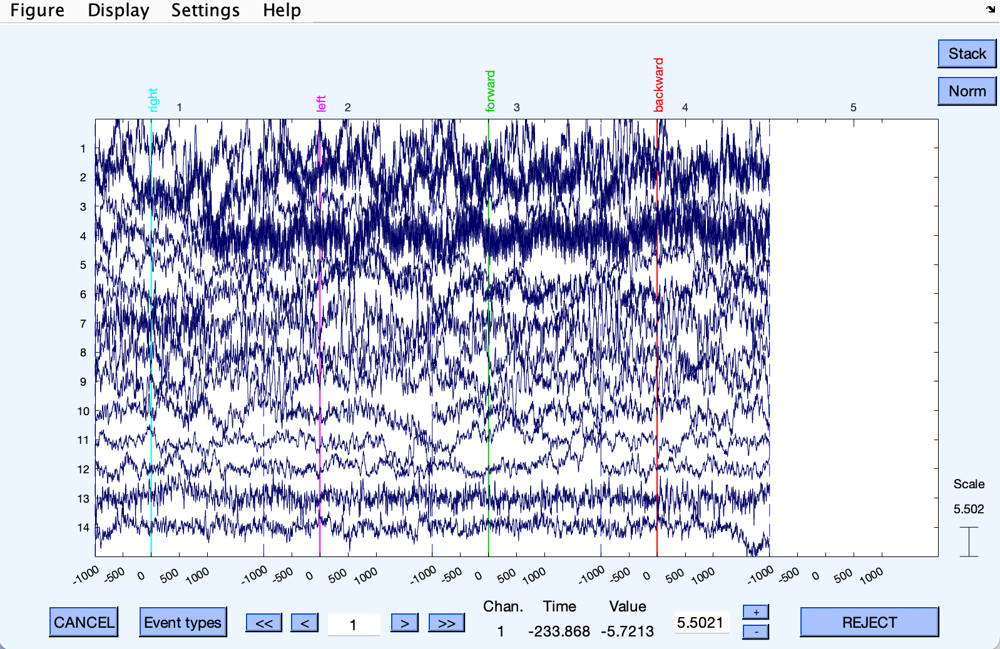 Figure Display Settings Help
Stack
Norm
right 1 left 2 forward 3 backward 4 5
1
2
3
4
5
6
7
8
9
10
11
12
13
14
Scale
5.502
-1000 -500 0 500 1000 -1000 -500 0 500 1000 -1000 -500 0 500 1000 -1000 -500 0 500 1000 -1000 -500 0 500 1000
Chan. Time Value
CANCEL Event types << < 1 > >> 1 -233.868 -5.7213 5.5021 + - REJECT